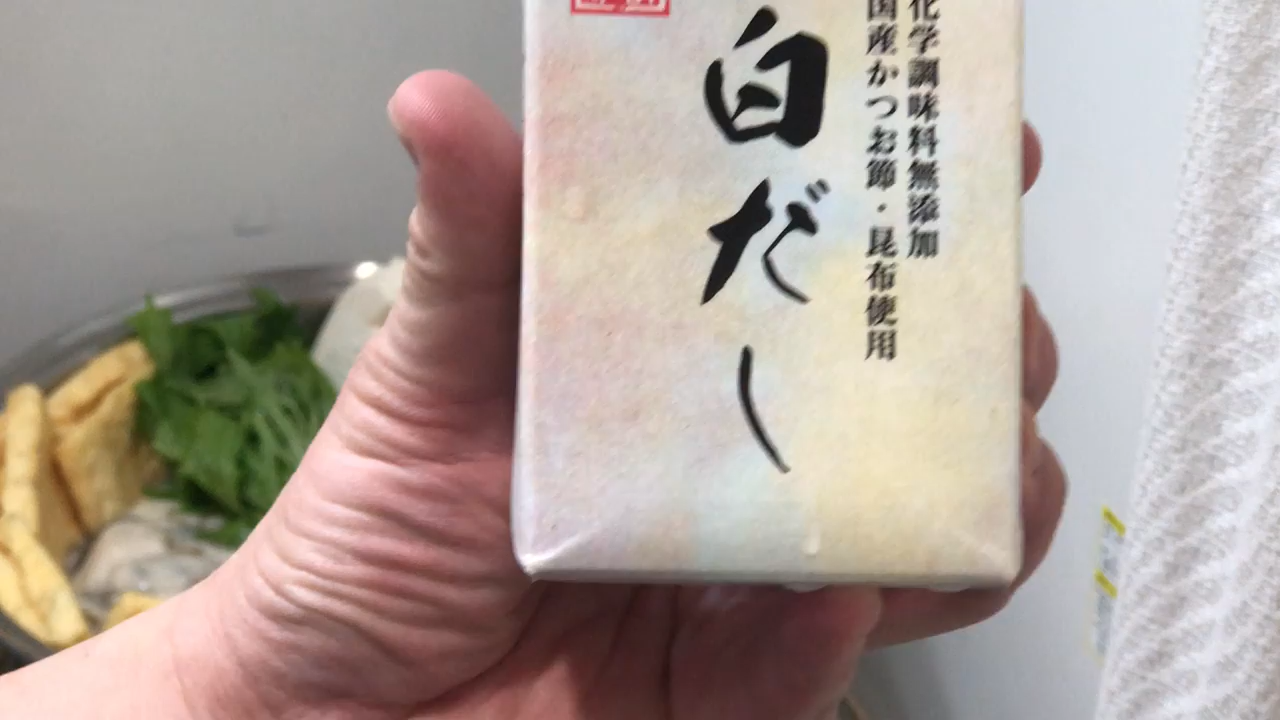 化学調味料無添加
国産かつお節・昆布使用
白だし